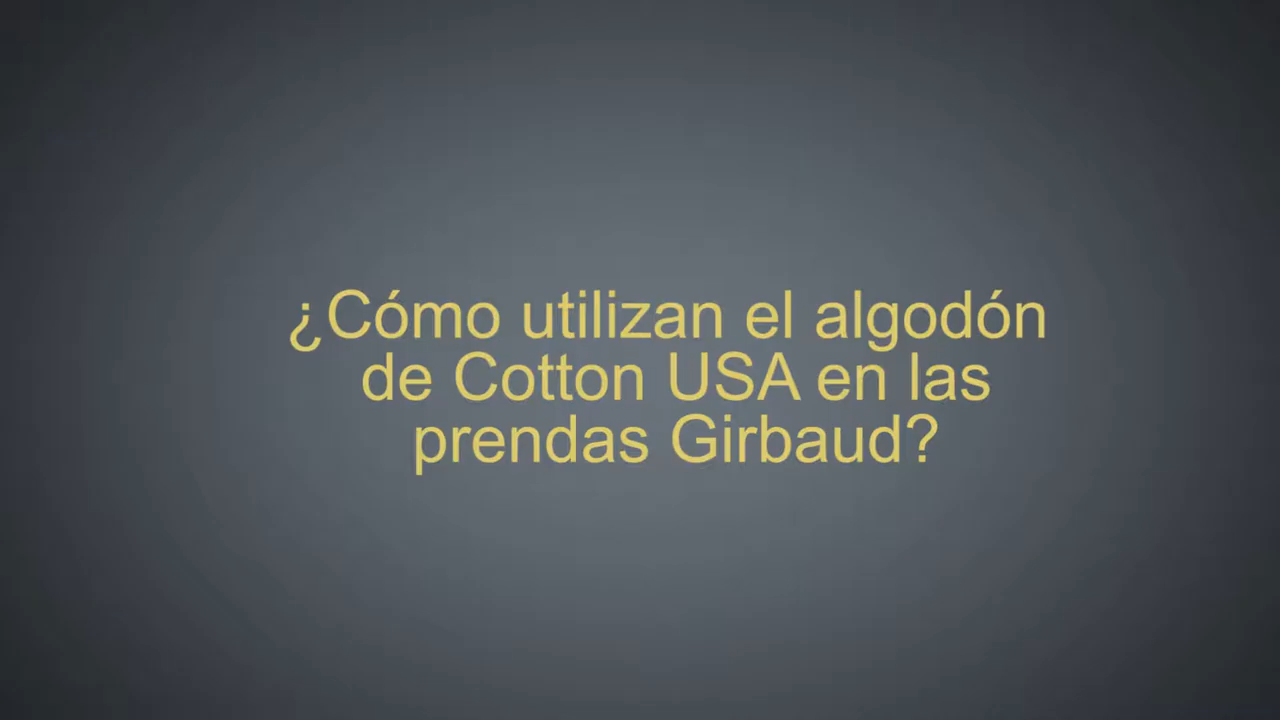 ¿Cómo utilizan el algodón
de Cotton USA en las
prendas Girbaud?